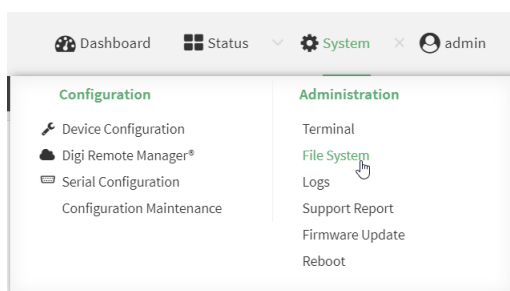 Dashboard Status System admin
Configuration
Device Configuration
Digi Remote Manager®
Serial Configuration
Configuration Maintenance
Administration
Terminal
File System
Logs
Support Report
Firmware Update
Reboot